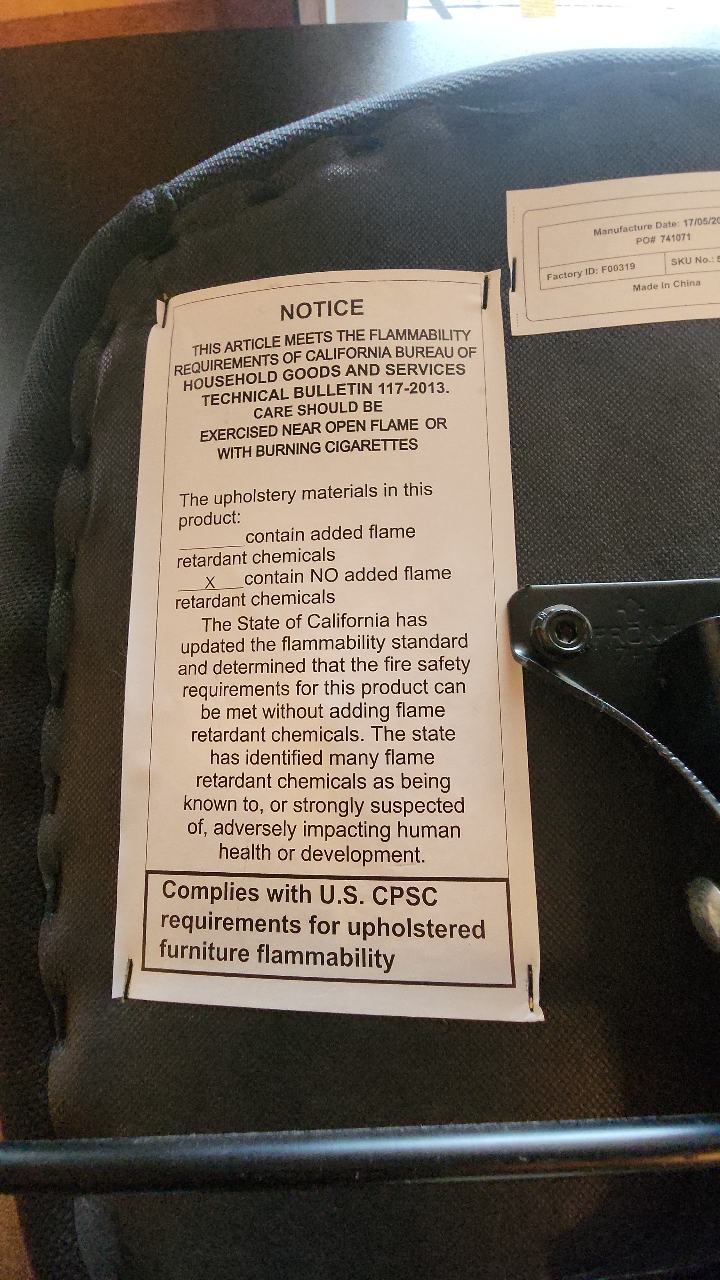 NOTICE
THIS ARTICLE MEETS THE FLAMMABILITY
REQUIREMENTS OF CALIFORNIA BUREAU OF
HOUSEHOLD GOODS AND SERVICES
TECHNICAL BULLETIN 117-2013.
CARE SHOULD BE
EXERCISED NEAR OPEN FLAME OR
WITH BURNING CIGARETTES
The upholstery materials in this
product:
______ contain added flame
retardant chemicals
__X__ contain NO added flame
retardant chemicals
The State of California has
updated the flammability standard
and determined that the fire safety
requirements for this product can
be met without adding flame
retardant chemicals. The state
has identified many flame
retardant chemicals as being
known to, or strongly suspected
of, adversely impacting human
health or development.
Complies with U.S. CPSC
requirements for upholstered
furniture flammability
Manufacture Date: 17/05/20
PO# 741071
Factory ID: F00319
SKU No.:
Made In China